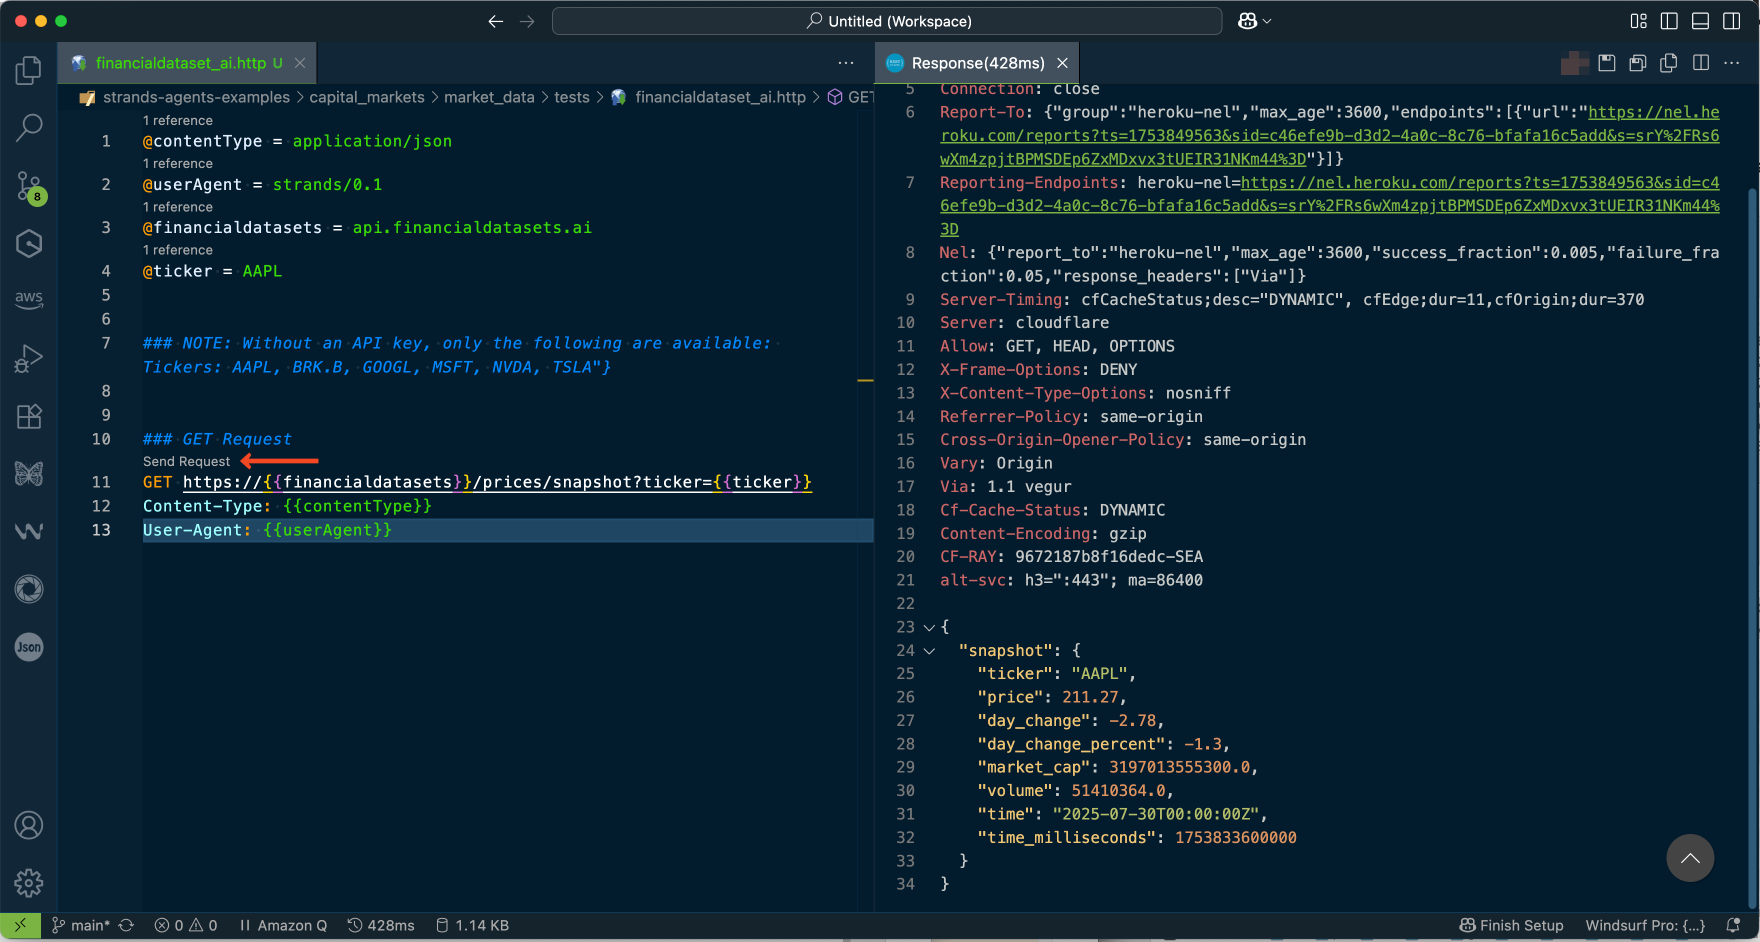 Untitled (Workspace)
financialdataset_ai.http U
strands-agents-examples > capital_markets > market_data > tests > financialdataset_ai.http > GET
1 reference
1 @contentType = application/json
1 reference
2 @userAgent = strands/0.1
1 reference
3 @financialdatasets = api.financialdatasets.ai
1 reference
4 @ticker = AAPL
5
6
7 ### NOTE: Without an API key, only the following are available:
Tickers: AAPL, BRK.B, GOOGL, MSFT, NVDA, TSLA"}
8
9
10 ### GET Request
Send Request
11 GET https://{{financialdatasets}}/prices/snapshot?ticker={{ticker}}
12 Content-Type: {{contentType}}
13 User-Agent: {{userAgent}}
8
aws
Json
Response(428ms)
5 Connection: close
6 Report-To: {"group":"heroku-nel","max_age":3600,"endpoints":[{"url":"https://nel.he
roku.com/reports?ts=1753849563&sid=c46efe9b-d3d2-4a0c-8c76-bfafa16c5add&s=srY%2FRs6
wXm4zpjtBPMSDEp6ZxMDxvx3tUEIR31NKm44%3D"}]}
7 Reporting-Endpoints: heroku-nel=https://nel.heroku.com/reports?ts=1753849563&sid=c4
6efe9b-d3d2-4a0c-8c76-bfafa16c5add&s=srY%2FRs6wXm4zpjtBPMSDEp6ZxMDxvx3tUEIR31NKm44%
3D
8 Nel: {"report_to":"heroku-nel","max_age":3600,"success_fraction":0.005,"failure_fra
ction":0.05,"response_headers":["Via"]}
9 Server-Timing: cfCacheStatus;desc="DYNAMIC", cfEdge;dur=11,cfOrigin;dur=370
10 Server: cloudflare
11 Allow: GET, HEAD, OPTIONS
12 X-Frame-Options: DENY
13 X-Content-Type-Options: nosniff
14 Referrer-Policy: same-origin
15 Cross-Origin-Opener-Policy: same-origin
16 Vary: Origin
17 Via: 1.1 vegur
18 Cf-Cache-Status: DYNAMIC
19 Content-Encoding: gzip
20 CF-RAY: 9672187b8f16dedc-SEA
21 alt-svc: h3=":443"; ma=86400
22
23 {
24 "snapshot": {
25 "ticker": "AAPL",
26 "price": 211.27,
27 "day_change": -2.78,
28 "day_change_percent": -1.3,
29 "market_cap": 3197013555300.0,
30 "volume": 51410364.0,
31 "time": "2025-07-30T00:00:00Z",
32 "time_milliseconds": 1753833600000
33 }
34 }
main* 0 0 Amazon Q 428ms 1.14 KB Finish Setup Windsurf Pro: {...}